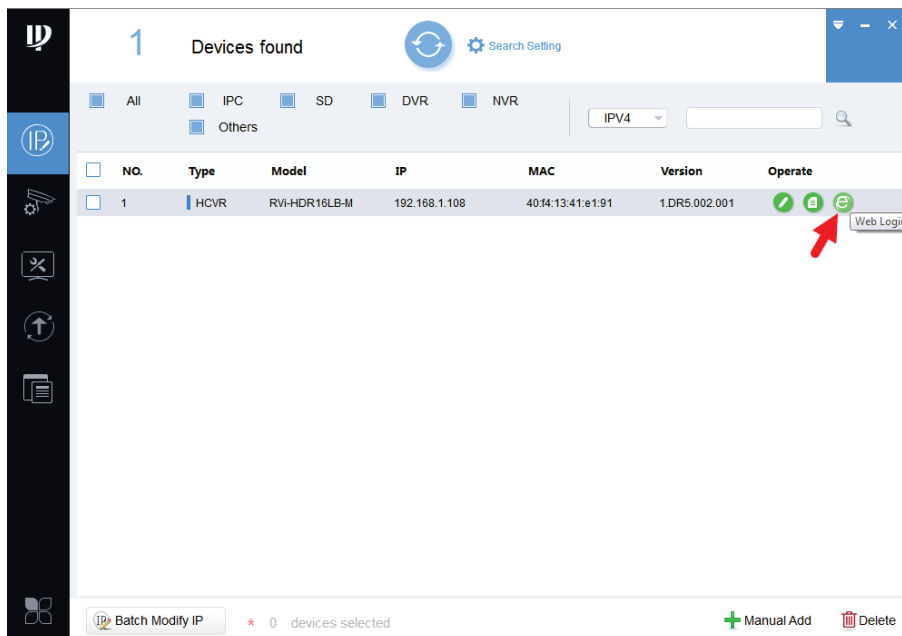 1 Devices found Search Setting
All IPC SD DVR NVR
Others
IPV4
NO. Type Model IP MAC Version Operate
1 HCVR RVi-HDR16LB-M 192.168.1.108 40:f4:13:41:e1:91 1.DR5.002.001
Web Login
Batch Modify IP * 0 devices selected Manual Add Delete